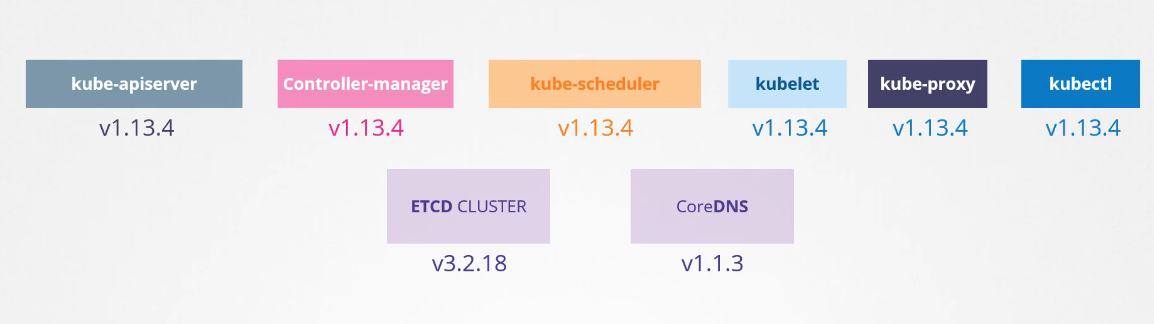 kube-apiserver
Controller-manager
kube-scheduler
kubelet
kube-proxy
kubectl
v1.13.4
v1.13.4
v1.13.4
v1.13.4
v1.13.4
v1.13.4
ETCD CLUSTER
CoreDNS
v3.2.18
v1.1.3